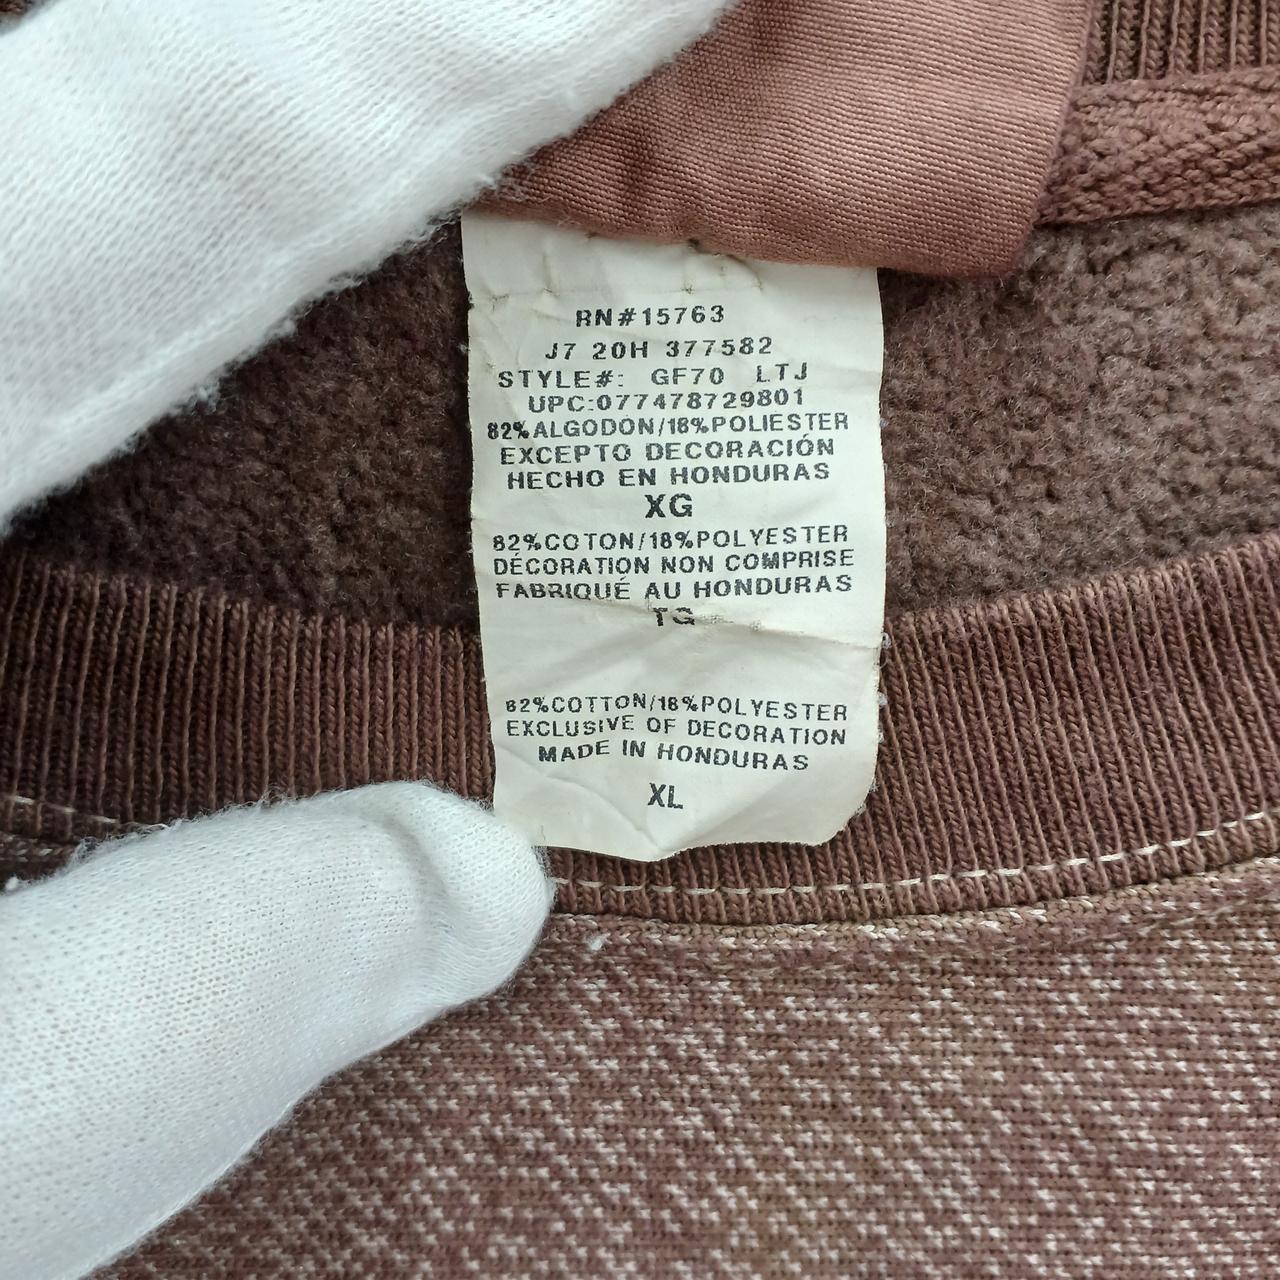 RN#15763
J7 20H 377582
STYLE#: GF70 LTJ
UPC:077478729801
82%ALGODON/18%POLIESTER
EXCEPTO DECORACIÓN
HECHO EN HONDURAS
XG
82%COTON/18%POLYESTER
DÉCORATION NON COMPRISE
FABRIQUÉ AU HONDURAS
TG
82%COTTON/18%POLYESTER
EXCLUSIVE OF DECORATION
MADE IN HONDURAS
XL